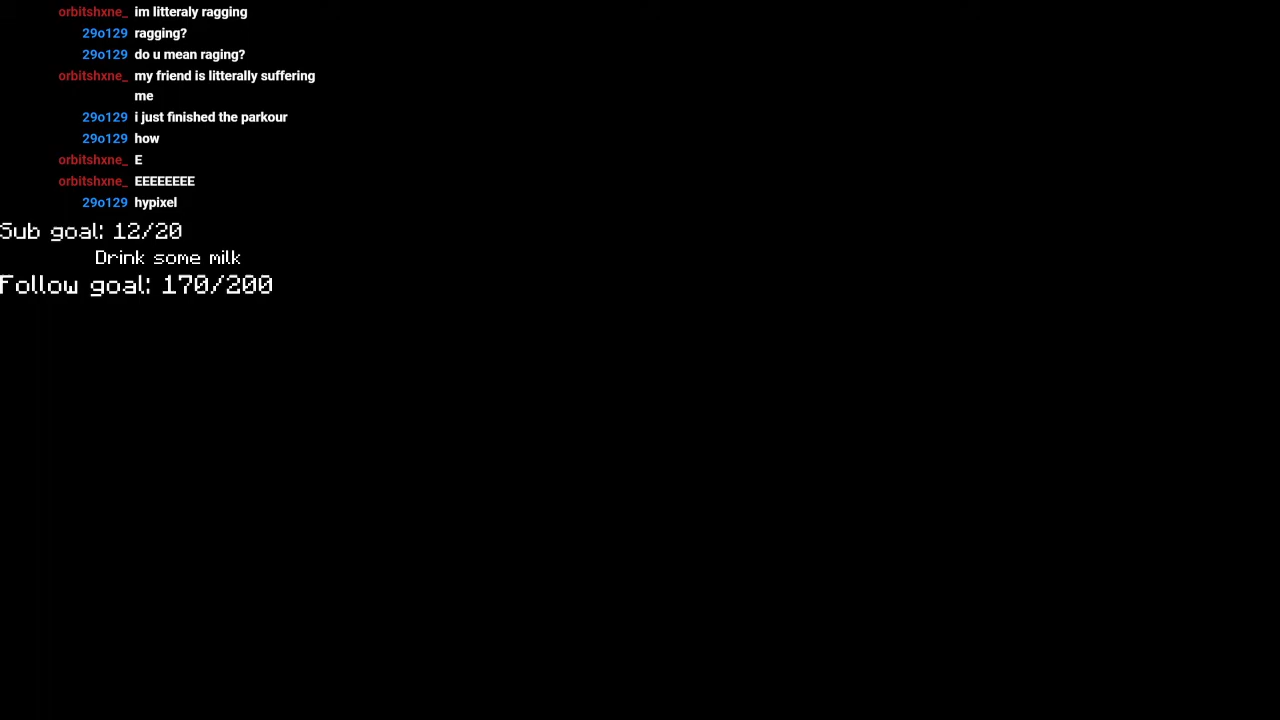 orbitshxne_ im litteraly ragging
29o129 ragging?
29o129 do u mean raging?
orbitshxne_ my friend is litterally suffering
me
29o129 i just finished the parkour
29o129 how
orbitshxne_ E
orbitshxne_ EEEEEEEE
29o129 hypixel
Sub goal: 12/20
Drink some milk
Follow goal: 170/200